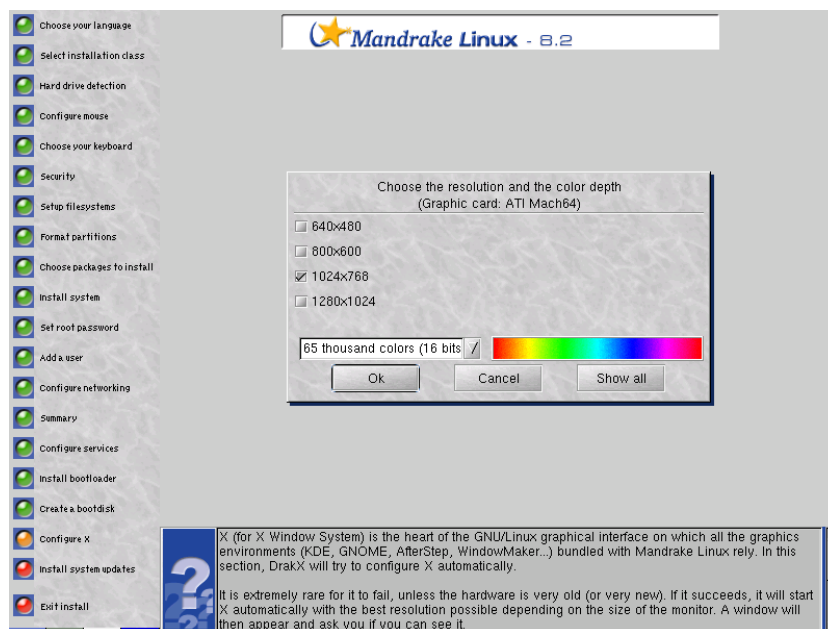 Choose your language
Select installation class
Hard drive detection
Configure mouse
Choose your keyboard
Security
Setup filesystems
Format partitions
Choose packages to install
Install system
Set root password
Add a user
Configure networking
Summary
Configure services
Install bootloader
Create a bootdisk
Configure X
Install system updates
Exit install
Mandrake Linux - 8.2
Choose the resolution and the color depth
(Graphic card: ATI Mach64)
640x480
800x600
1024x768
1280x1024
65 thousand colors (16 bits
Ok Cancel Show all
X (for X Window System) is the heart of the GNU/Linux graphical interface on which all the graphics
environments (KDE, GNOME, AfterStep, WindowMaker...) bundled with Mandrake Linux rely. In this
section, DrakX will try to configure X automatically.
It is extremely rare for it to fail, unless the hardware is very old (or very new). If it succeeds, it will start
X automatically with the best resolution possible depending on the size of the monitor. A window will
then appear and ask you if you can see it.